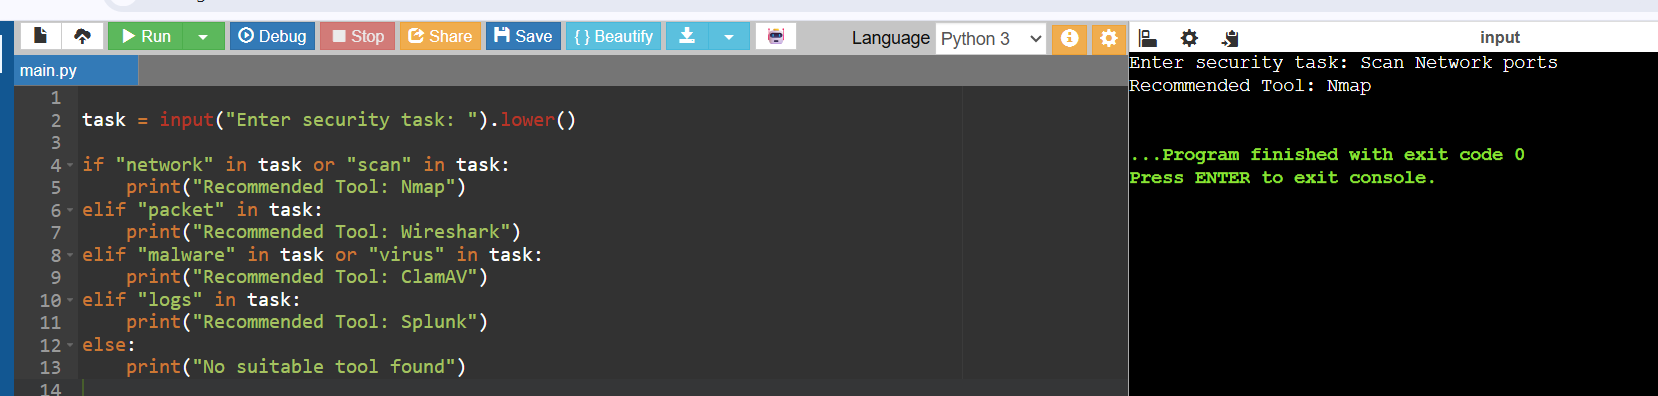 Run
Debug
Stop
Share
Save
{ } Beautify
Language Python 3
input
main.py
1
2 task = input("Enter security task: ").lower()
3
4 if "network" in task or "scan" in task:
5 print("Recommended Tool: Nmap")
6 elif "packet" in task:
7 print("Recommended Tool: Wireshark")
8 elif "malware" in task or "virus" in task:
9 print("Recommended Tool: ClamAV")
10 elif "logs" in task:
11 print("Recommended Tool: Splunk")
12 else:
13 print("No suitable tool found")
14
Enter security task: Scan Network ports
Recommended Tool: Nmap
...Program finished with exit code 0
Press ENTER to exit console.